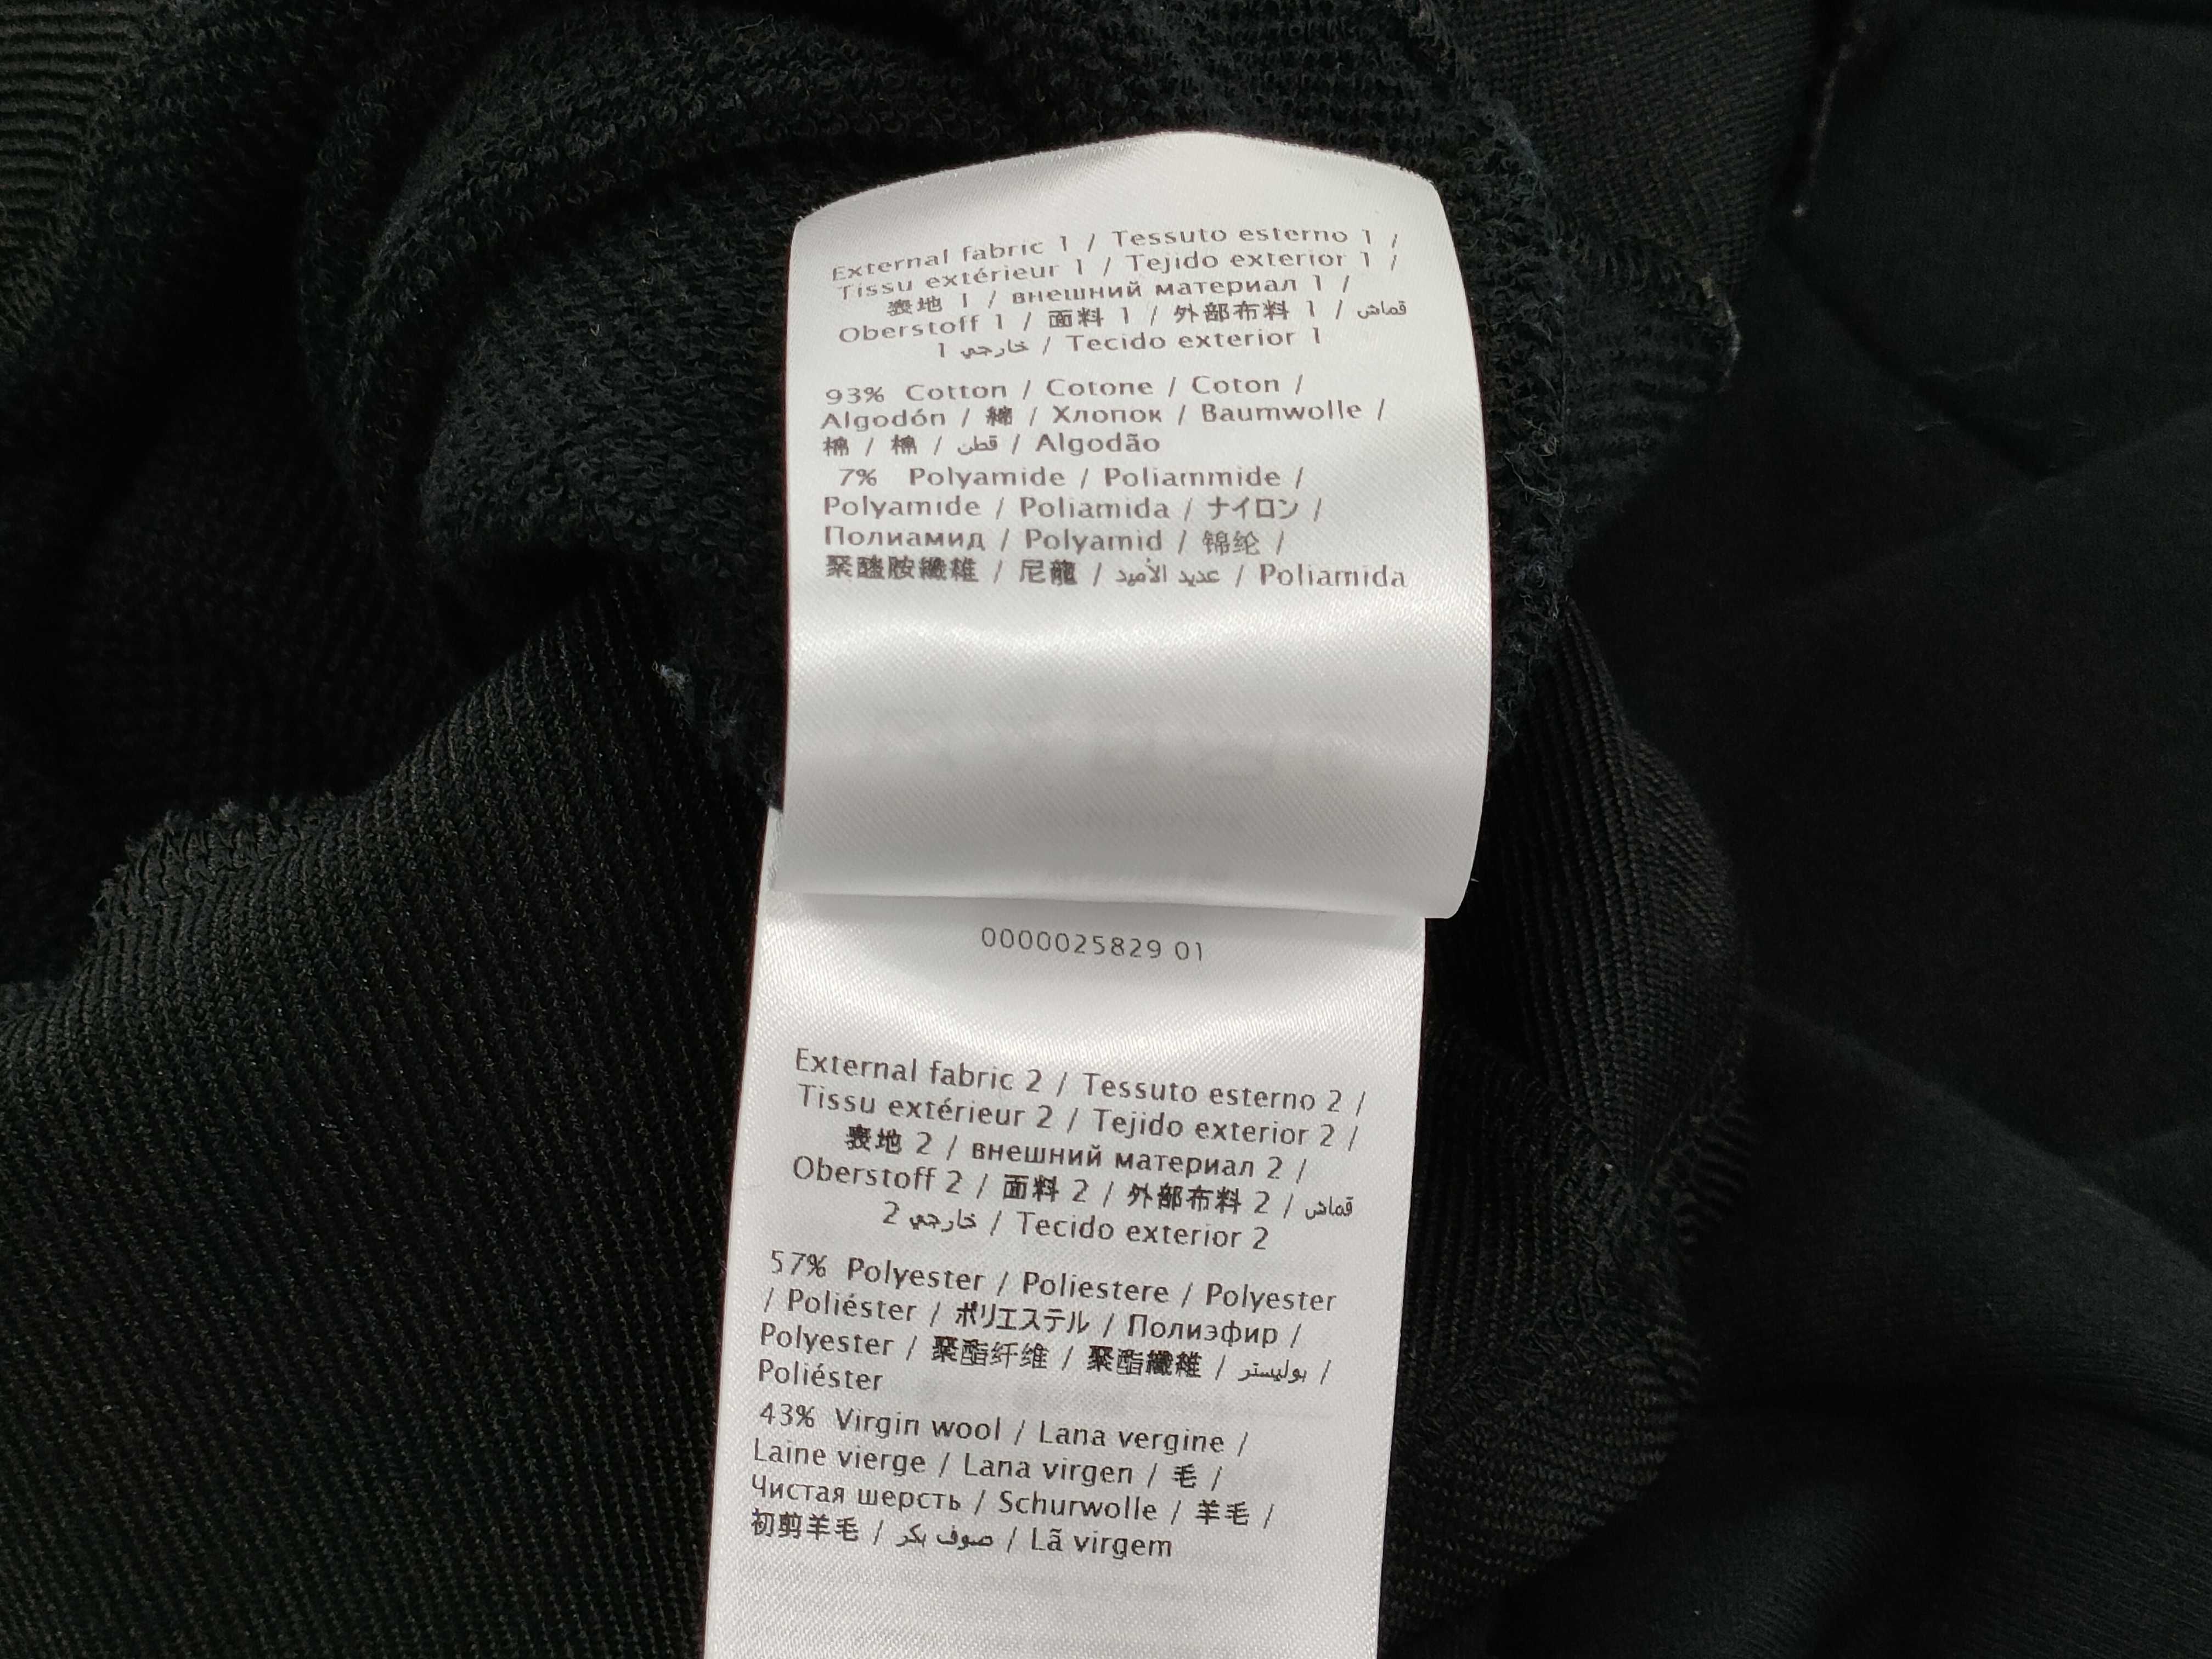 External fabric 1 / Tessuto esterno 1 /
Tissu extérieur 1 / Tejido exterior 1 /
表地 1 / внешний материал 1 /
Oberstoff 1 / 面料 1 / 外部布料 1 / قماش
خارجي 1 / Tecido exterior 1
93% Cotton / Cotone / Coton /
Algodón / 綿 / Хлопок / Baumwolle /
棉 / 棉 / قطن / Algodão
7% Polyamide / Poliammide /
Polyamide / Poliamida / ナイロン /
Полиамид / Polyamid / 锦纶 /
聚醯胺纖維 / 尼龍 / عديد الأميد / Poliamida
0000025829 01
External fabric 2 / Tessuto esterno 2 /
Tissu extérieur 2 / Tejido exterior 2 /
表地 2 / внешний материал 2 /
Oberstoff 2 / 面料 2 / 外部布料 2 / قماش
خارجي 2 / Tecido exterior 2
57% Polyester / Poliestere / Polyester
/ Poliéster / ポリエステル / Полиэфир /
Polyester / 聚酯纤维 / 聚酯纖維 / بوليستر /
Poliéster
43% Virgin wool / Lana vergine /
Laine vierge / Lana virgen / 毛 /
Чистая шерсть / Schurwolle / 羊毛 /
初剪羊毛 / صوف بكر / Lã virgem